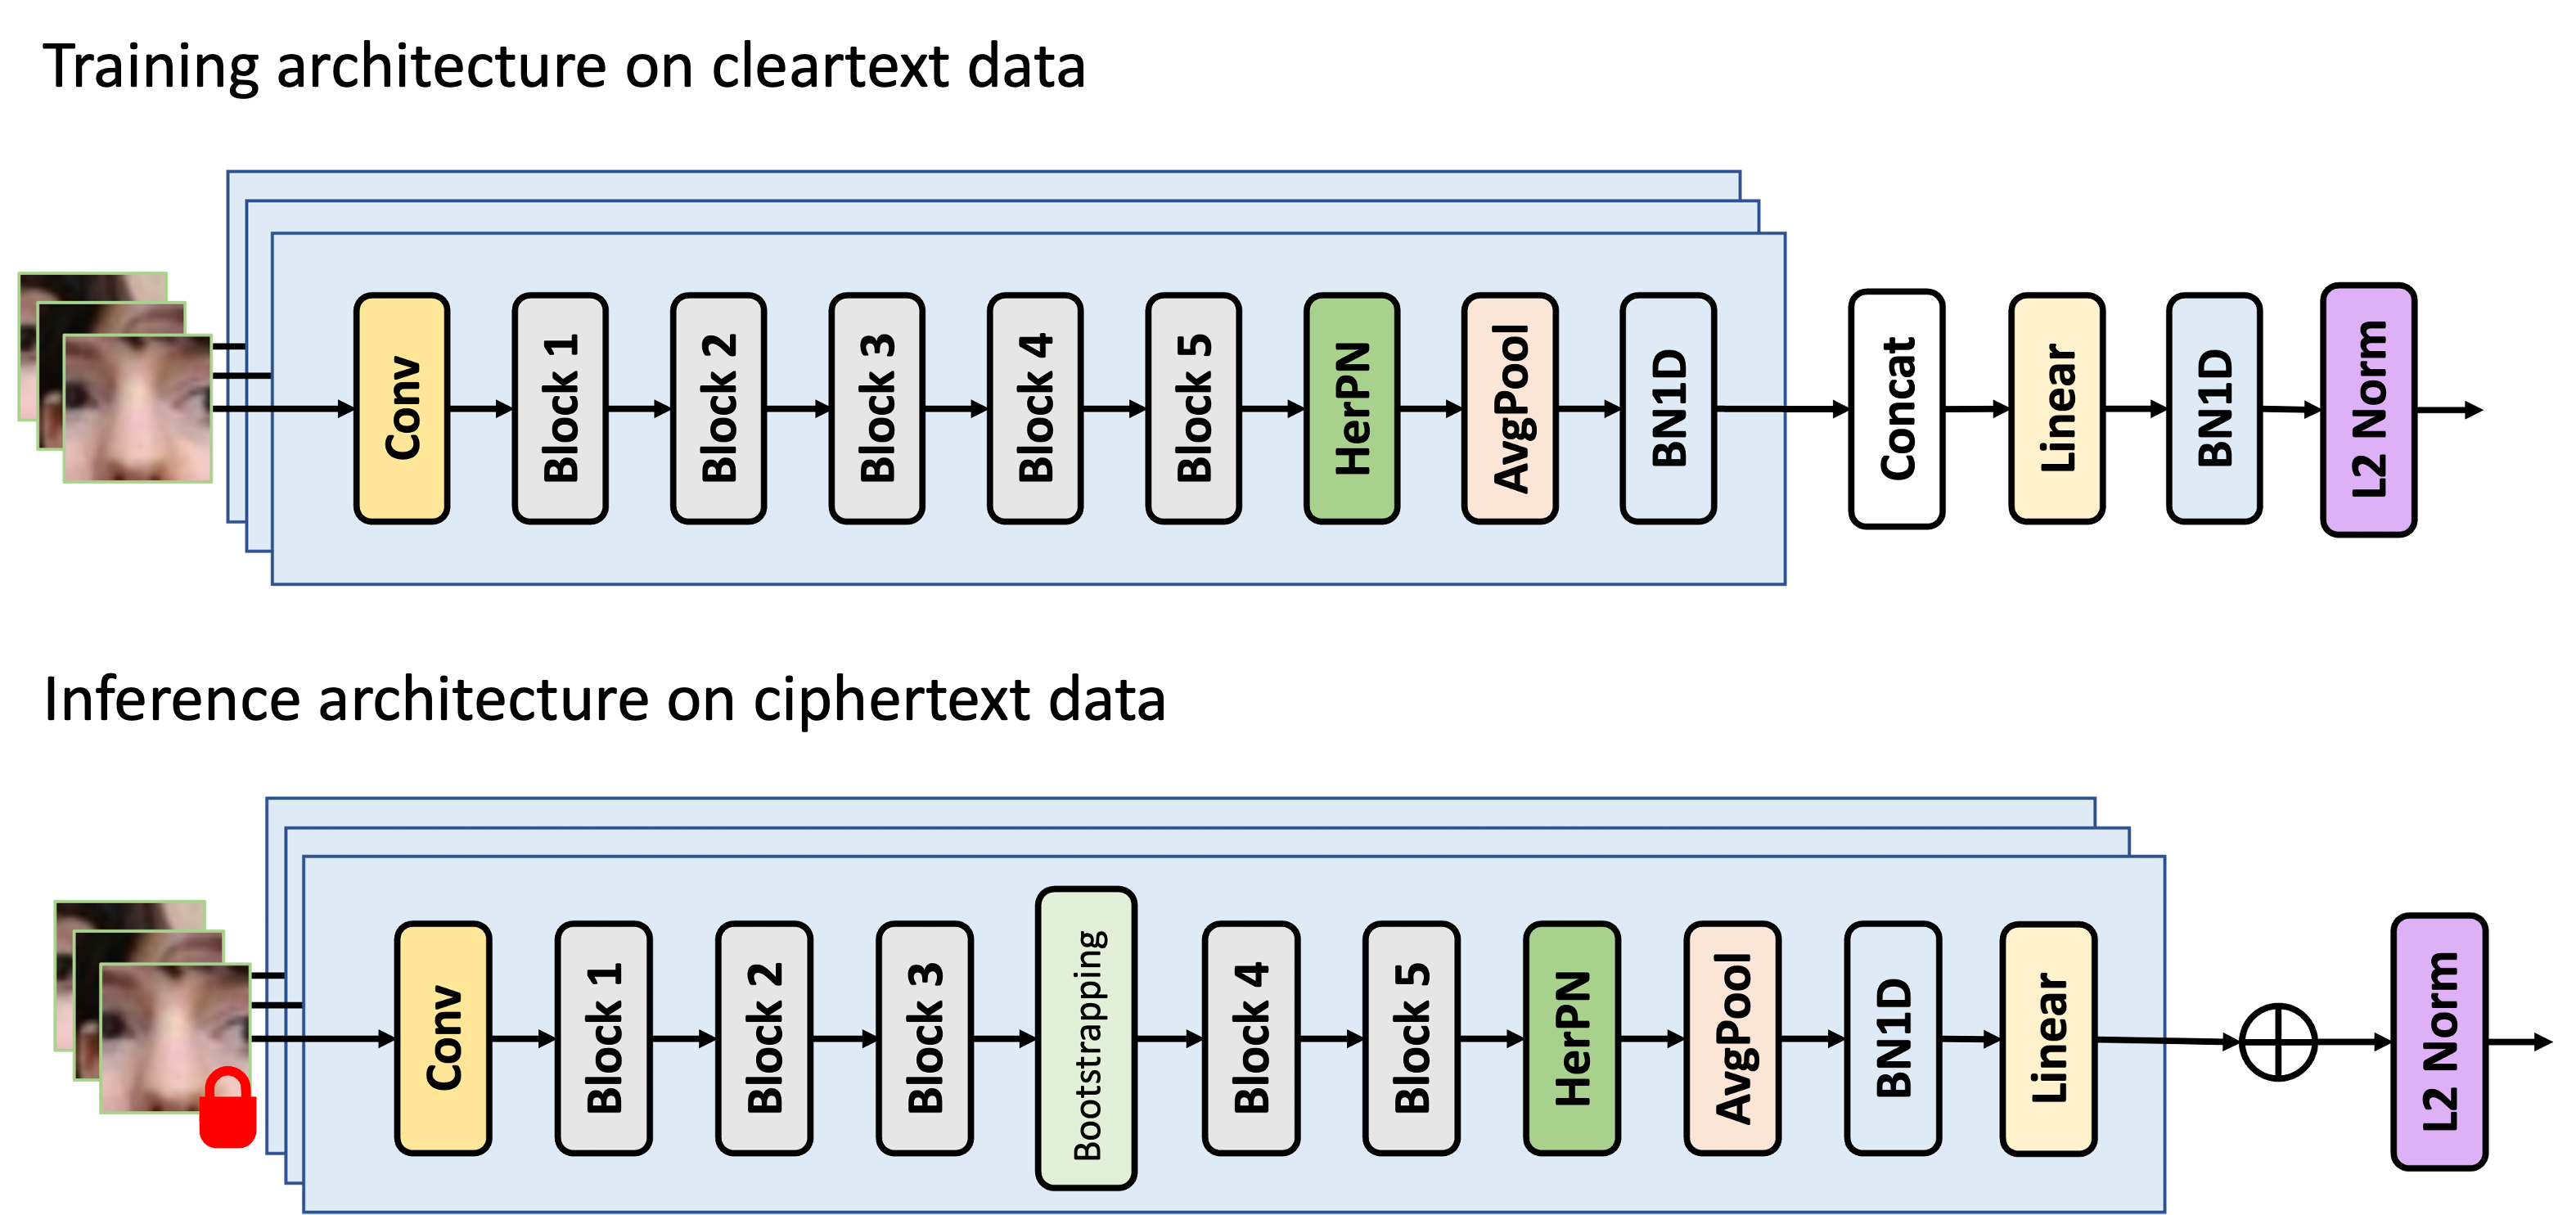 Training architecture on cleartext data
Conv
Block 1
Block 2
Block 3
Block 4
Block 5
HerPN
AvgPool
BN1D
Concat
Linear
BN1D
L2 Norm
Inference architecture on ciphertext data
Conv
Block 1
Block 2
Block 3
Bootstrapping
Block 4
Block 5
HerPN
AvgPool
BN1D
Linear
L2 Norm